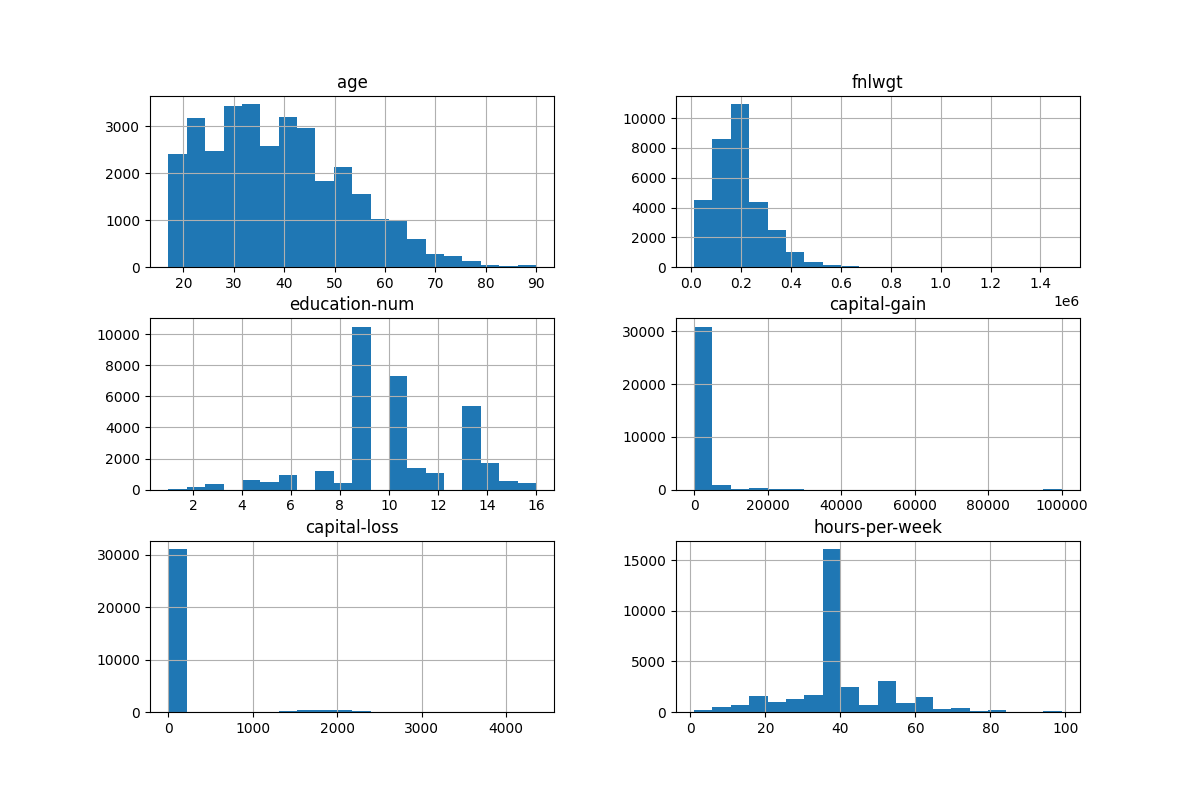 age
3000
2000
1000
0
20 30 40 50 60 70 80 90
fnlwgt
10000
8000
6000
4000
2000
0
0.0 0.2 0.4 0.6 0.8 1.0 1.2 1.4
1e6
education-num
10000
8000
6000
4000
2000
0
2 4 6 8 10 12 14 16
capital-gain
30000
20000
10000
0
0 20000 40000 60000 80000 100000
capital-loss
30000
20000
10000
0
0 1000 2000 3000 4000
hours-per-week
15000
10000
5000
0
0 20 40 60 80 100